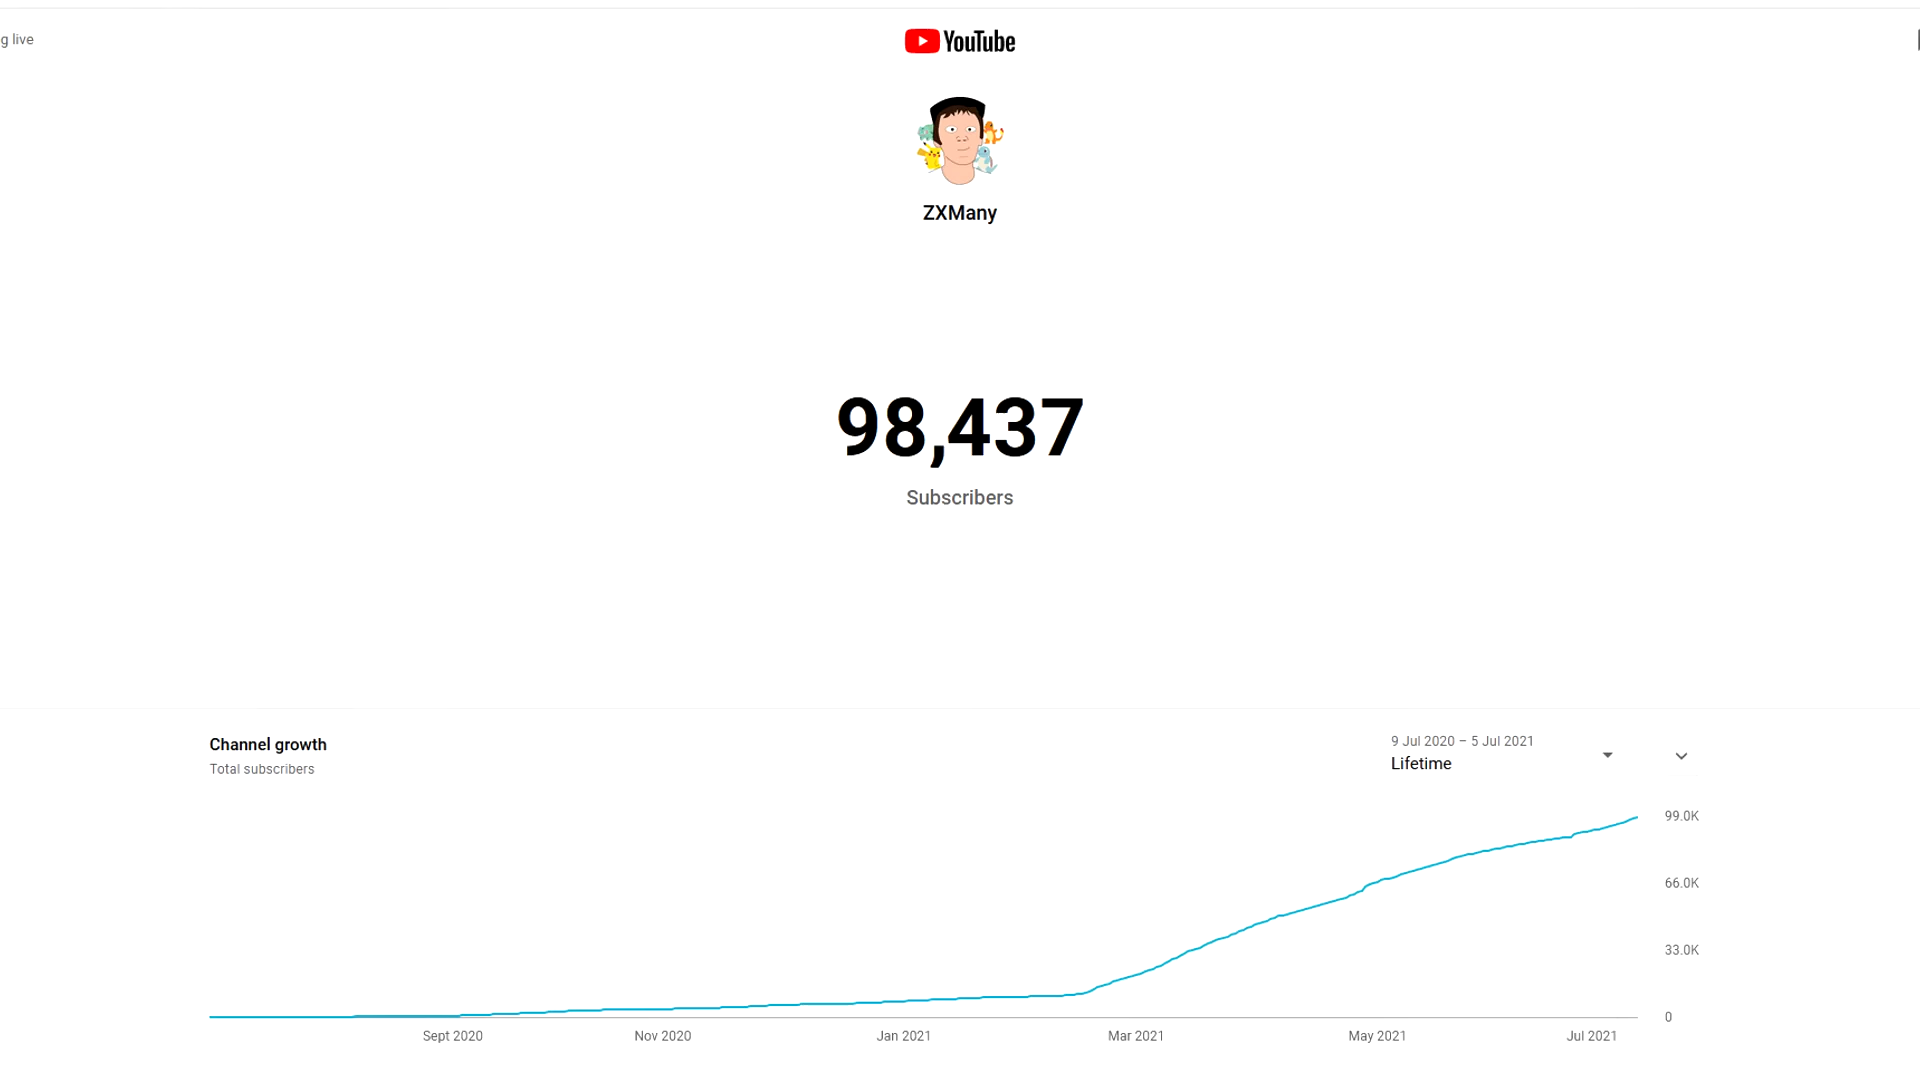 g live
YouTube
ZXMany
98,437
Subscribers
Channel growth
Total subscribers
9 Jul 2020 – 5 Jul 2021
Lifetime
99.0K
66.0K
33.0K
0
Sept 2020
Nov 2020
Jan 2021
Mar 2021
May 2021
Jul 2021